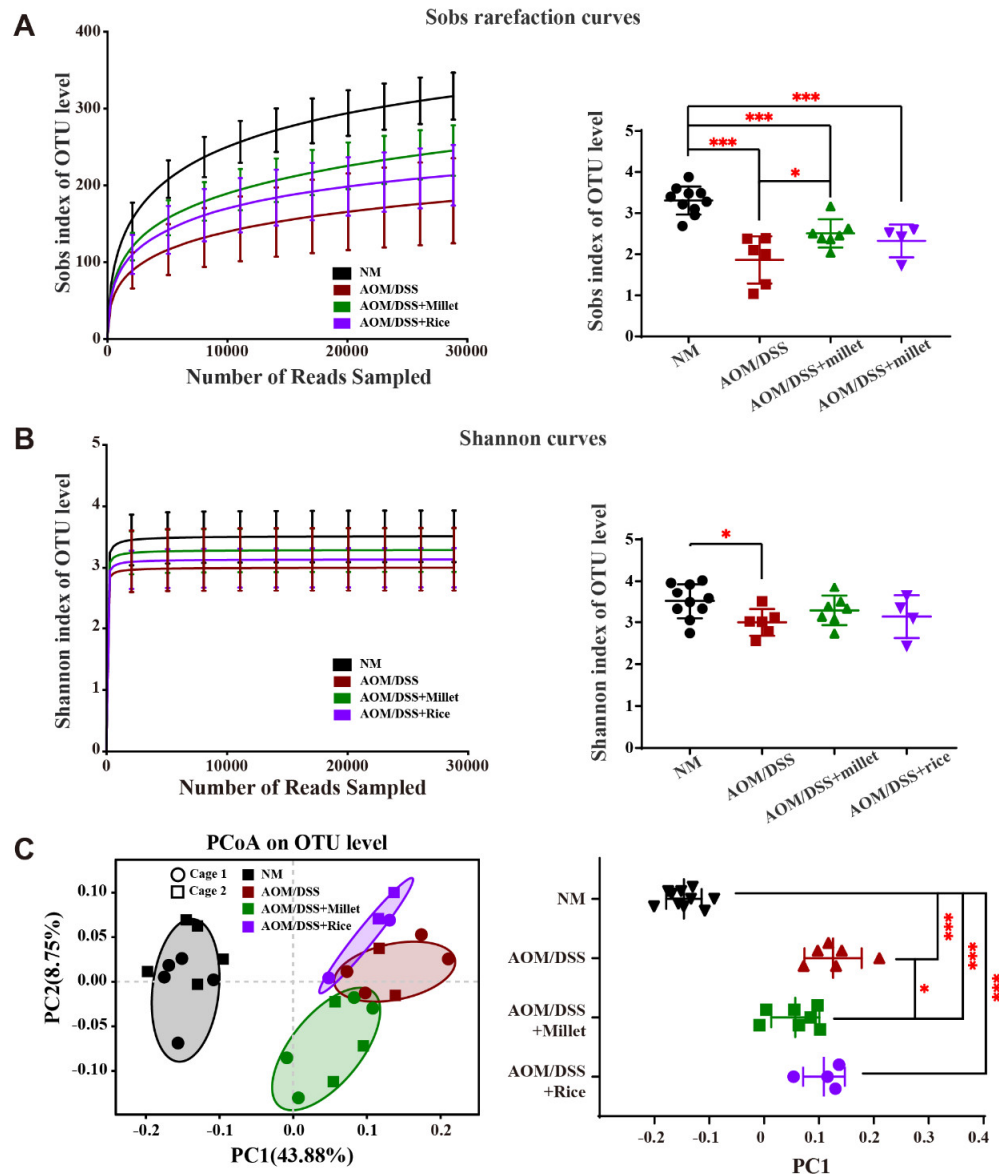 A
Sobs rarefaction curves
Sobs index of OTU level
400
300
200
100
0
0
10000
20000
30000
Number of Reads Sampled
NM
AOM/DSS
AOM/DSS+Millet
AOM/DSS+Rice
Sobs index of OTU level
5
4
3
2
1
0
***
***
***
*
NM
AOM/DSS
AOM/DSS+millet
AOM/DSS+millet
B
Shannon curves
Shannon index of OTU level
5
4
3
2
1
0
0
10000
20000
30000
Number of Reads Sampled
NM
AOM/DSS
AOM/DSS+Millet
AOM/DSS+Rice
Shannon index of OTU level
5
4
3
2
1
0
*
NM
AOM/DSS
AOM/DSS+millet
AOM/DSS+rice
C
PCoA on OTU level
Cage 1
Cage 2
NM
AOM/DSS
AOM/DSS+Millet
AOM/DSS+Rice
PC2(8.75%)
0.10
0.05
0.00
-0.05
-0.10
-0.2
-0.1
0.0
0.1
0.2
PC1(43.88%)
NM
AOM/DSS
AOM/DSS
+Millet
AOM/DSS
+Rice
***
*
***
***
-0.2
-0.1
0
0.1
0.2
0.3
0.4
PC1